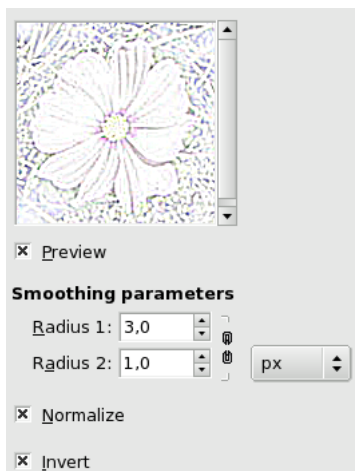 Preview
Smoothing parameters
Radius 1: 3,0
Radius 2: 1,0 px
Normalize
Invert